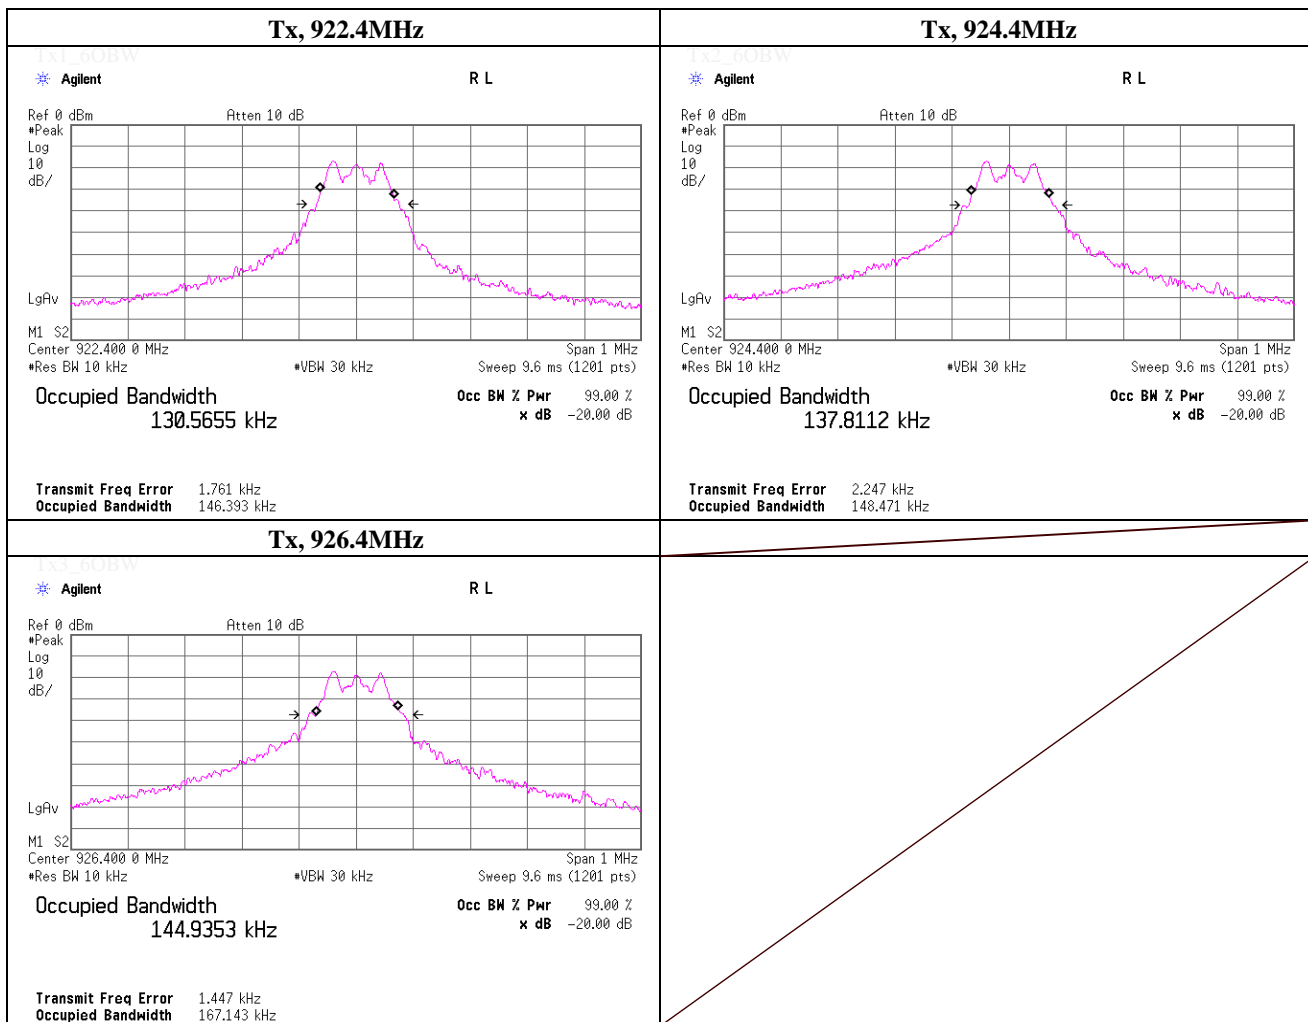 Tx, 922.4MHz
Tx1_6OBW
Agilent R L
Ref 0 dBm Atten 10 dB
#Peak
Log
10
dB/
LgAv
M1 S2
Center 922.400 0 MHz Span 1 MHz
#Res BW 10 kHz #VBW 30 kHz Sweep 9.6 ms (1201 pts)
Occupied Bandwidth Occ BW % Pwr 99.00 %
130.5655 kHz x dB -20.00 dB
Transmit Freq Error 1.761 kHz
Occupied Bandwidth 146.393 kHz
Tx, 924.4MHz
Tx2_6OBW
Agilent R L
Ref 0 dBm Atten 10 dB
#Peak
Log
10
dB/
LgAv
M1 S2
Center 924.400 0 MHz Span 1 MHz
#Res BW 10 kHz #VBW 30 kHz Sweep 9.6 ms (1201 pts)
Occupied Bandwidth Occ BW % Pwr 99.00 %
137.8112 kHz x dB -20.00 dB
Transmit Freq Error 2.247 kHz
Occupied Bandwidth 148.471 kHz
Tx, 926.4MHz
Tx3_6OBW
Agilent R L
Ref 0 dBm Atten 10 dB
#Peak
Log
10
dB/
LgAv
M1 S2
Center 926.400 0 MHz Span 1 MHz
#Res BW 10 kHz #VBW 30 kHz Sweep 9.6 ms (1201 pts)
Occupied Bandwidth Occ BW % Pwr 99.00 %
144.9353 kHz x dB -20.00 dB
Transmit Freq Error 1.447 kHz
Occupied Bandwidth 167.143 kHz